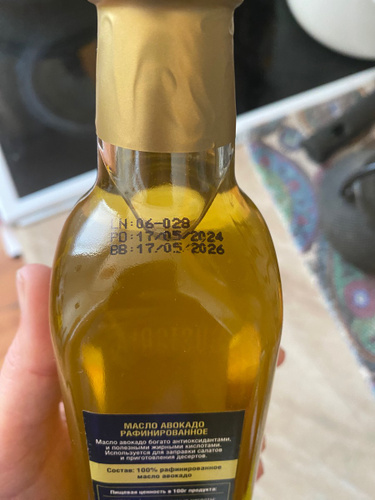 LN:06-028
PD:17/05/2024
BB:17/05/2026
МАСЛО АВОКАДО
РАФИНИРОВАННОЕ
Масло авокадо богато антиоксидантами,
и полезными жирными кислотами.
Используется для заправки салатов
и приготовления десертов.
Состав: 100% рафинированное
масло авокадо
Пищевая ценность в 100г продукта: